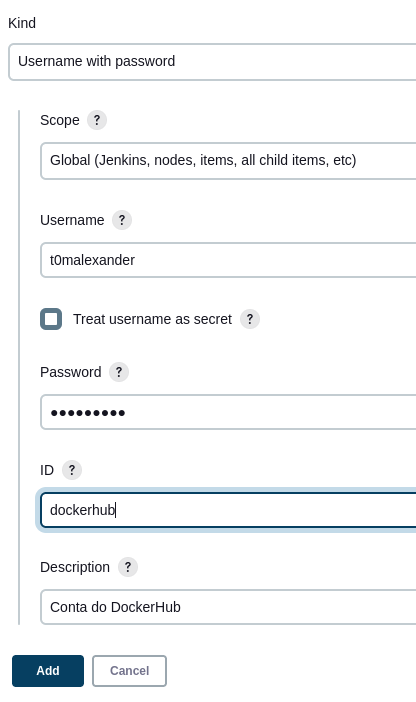 Kind
Username with password
Scope ?
Global (Jenkins, nodes, items, all child items, etc)
Username ?
t0malexander
Treat username as secret ?
Password ?
•••••••••
ID ?
dockerhub
Description ?
Conta do DockerHub
Add Cancel